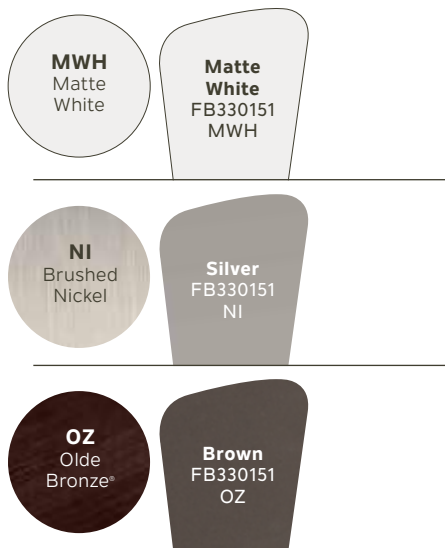 MWH
Matte
White
Matte
White
FB330151
MWH
NI
Brushed
Nickel
Silver
FB330151
NI
OZ
Olde
Bronze®
Brown
FB330151
OZ